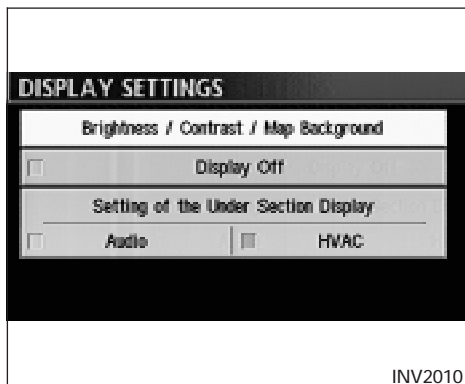 DISPLAY SETTINGS
Brightness / Contrast / Map Background
Display Off
Setting of the Under Section Display
Audio HVAC
INV2010